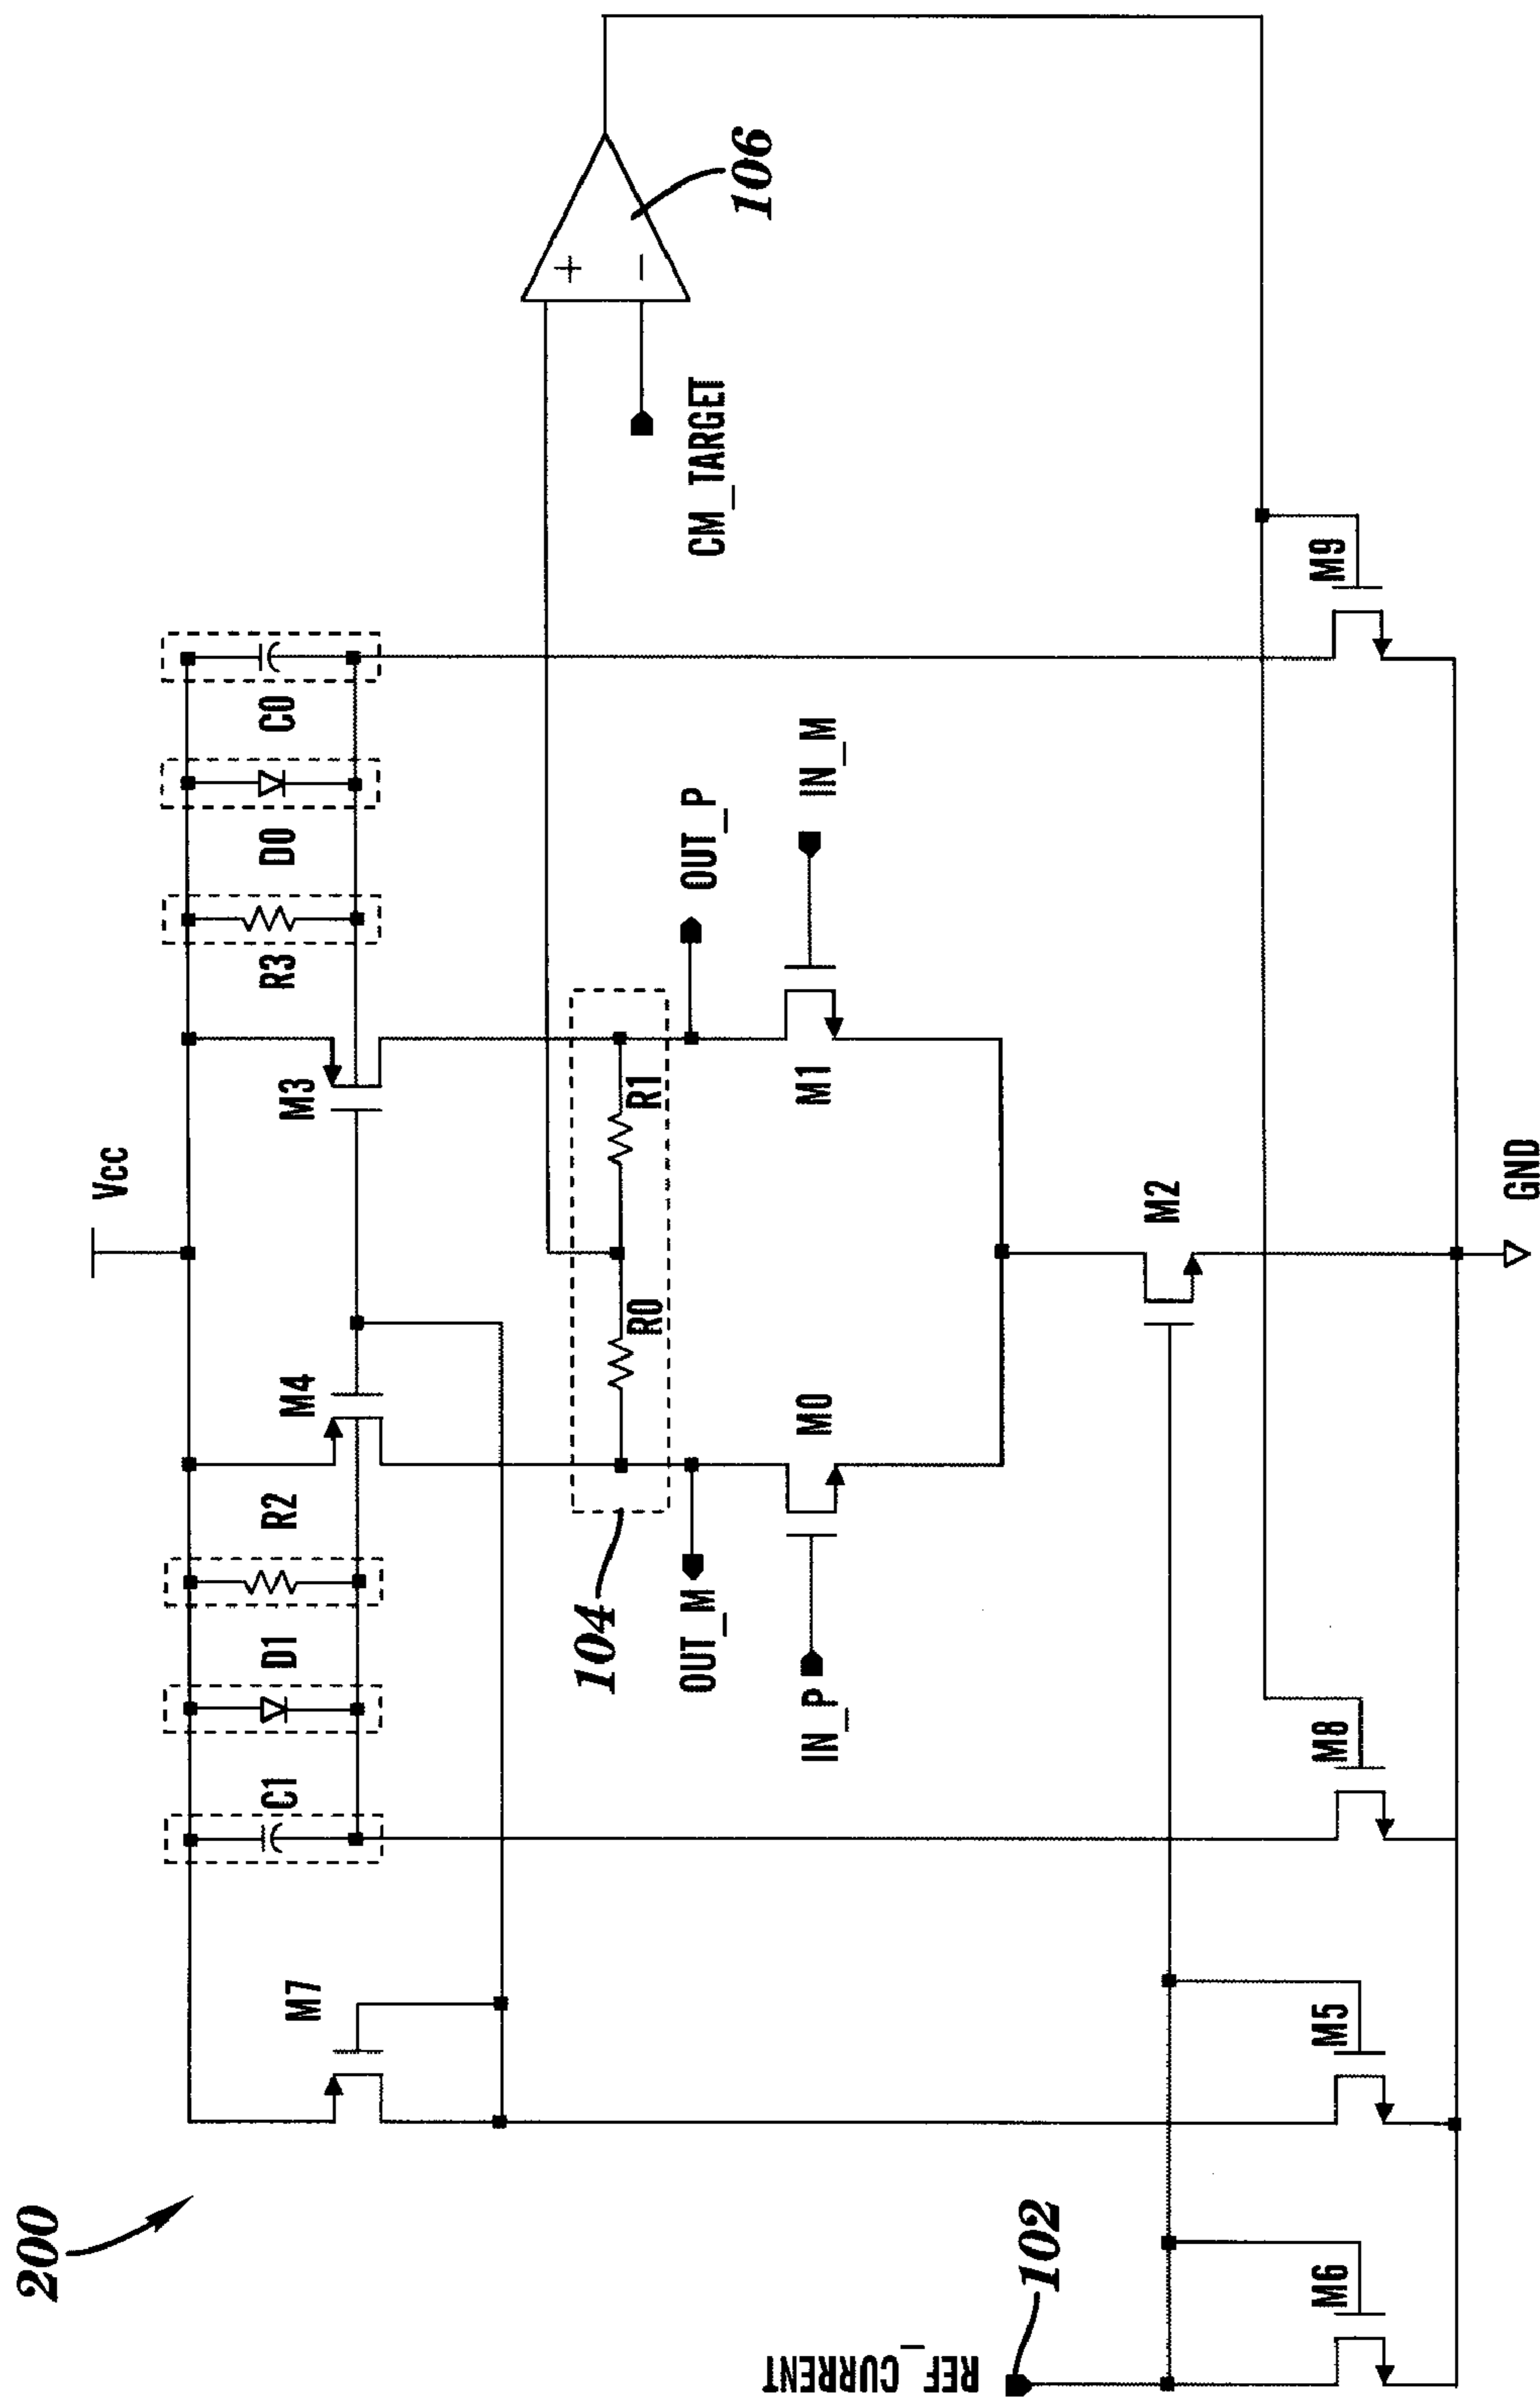 200
Vcc
M7
C1
D1
R2
M4
M3
R3
D0
C0
104
R0
R1
OUT_M
OUT_P
IN_P
M0
M1
IN_M
CM_TARGET
+
−
106
REF_CURRENT
102
M2
M6
M5
M8
M9
GND